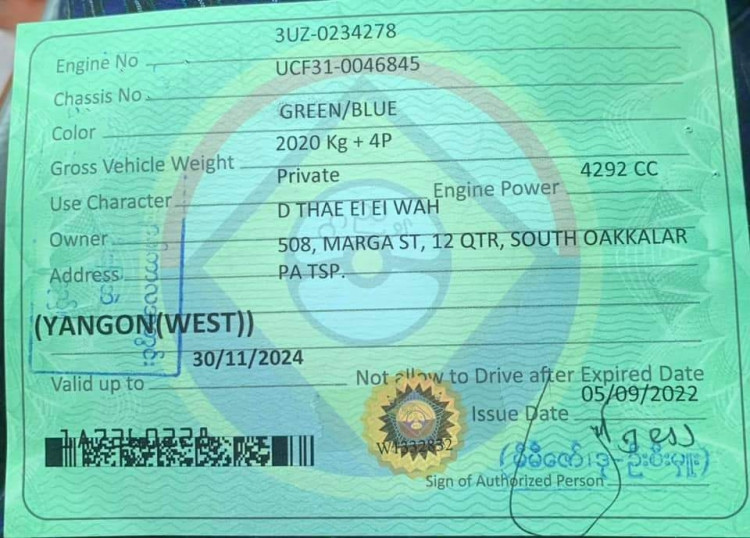 Engine No 3UZ-0234278
Chassis No UCF31-0046845
Color GREEN/BLUE
Gross Vehicle Weight 2020 Kg + 4P
Use Character Private Engine Power 4292 CC
Owner D THAE EI EI WAH
Address 508, MARGA ST, 12 QTR, SOUTH OAKKALAR
PA TSP.
(YANGON(WEST))
Valid up to 30/11/2024 Not allow to Drive after Expired Date
Issue Date 05/09/2022
Sign of Authorized Person